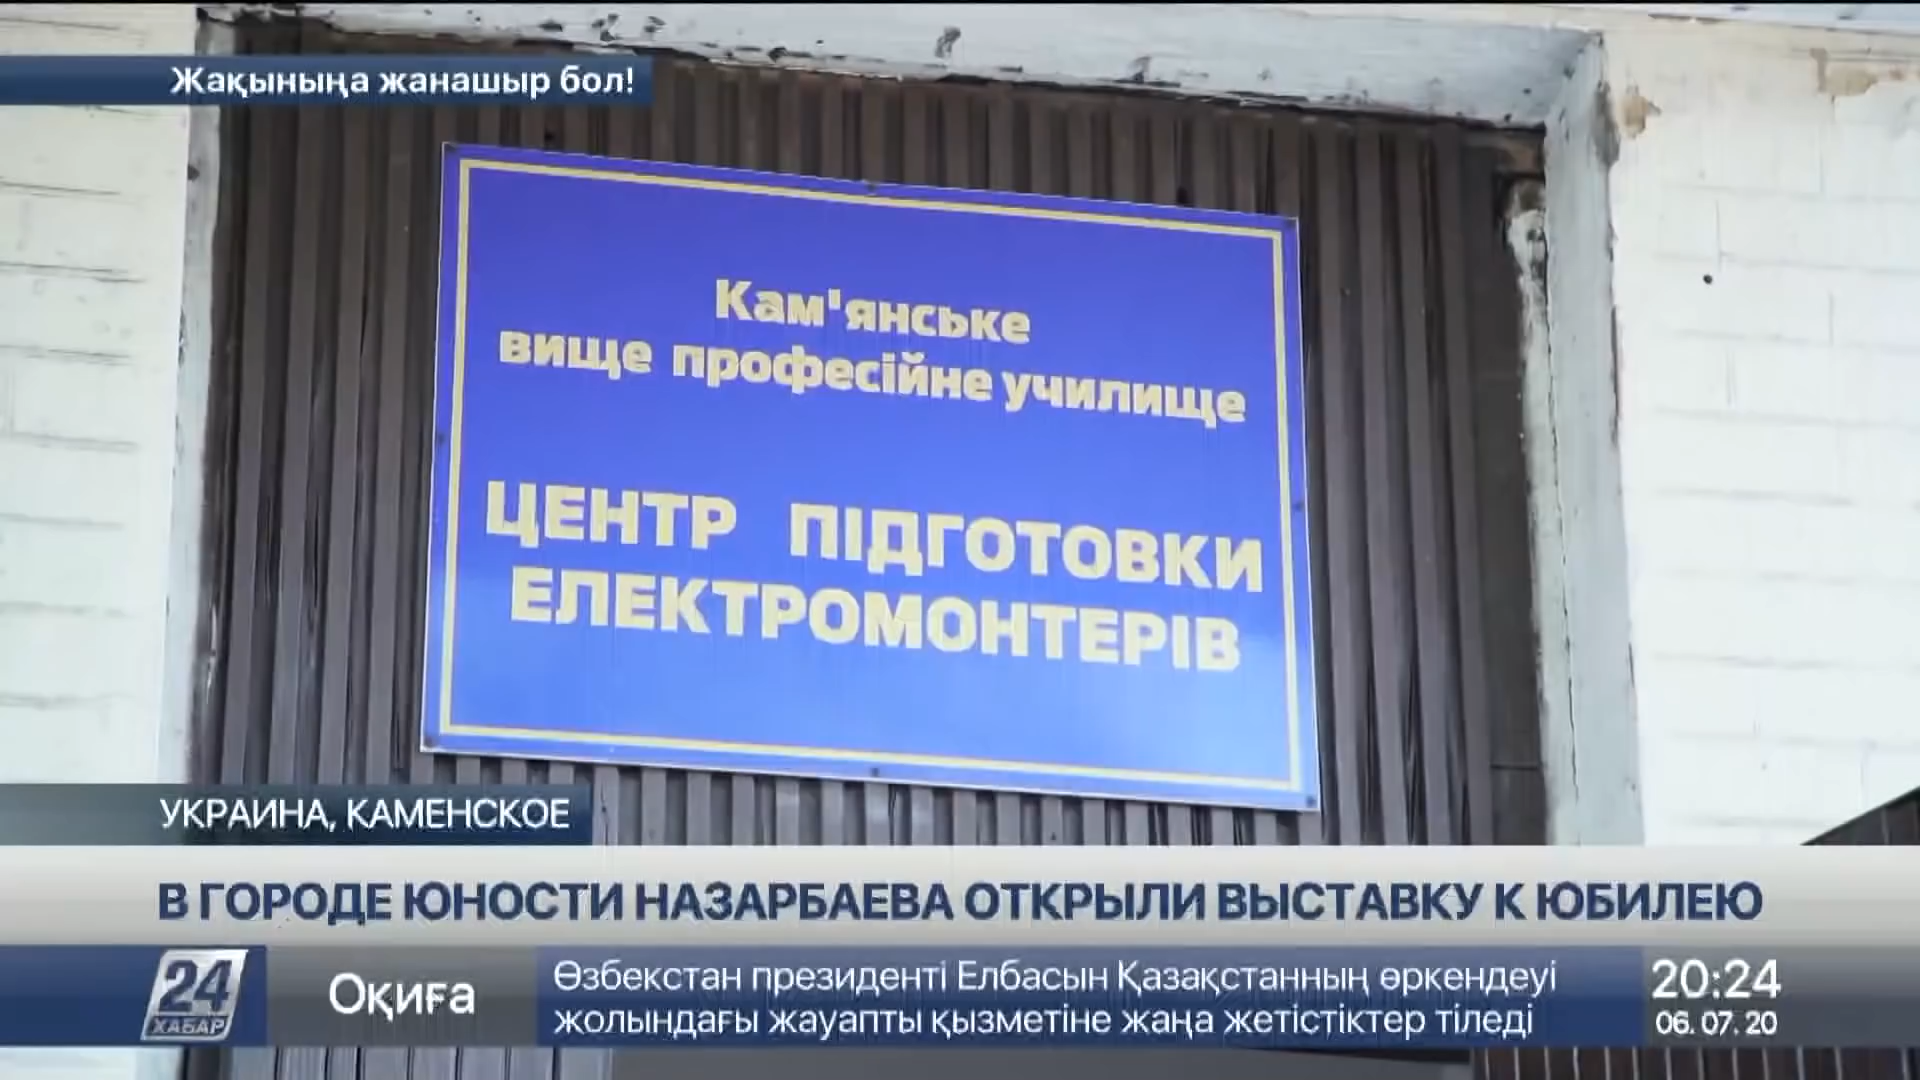 Жақыныңа жанашыр бол!
Кам'янське
вище професійне училище
ЦЕНТР ПІДГОТОВКИ
ЕЛЕКТРОМОНТЕРІВ
УКРАИНА, КАМЕНСКОЕ
В ГОРОДЕ ЮНОСТИ НАЗАРБАЕВА ОТКРЫЛИ ВЫСТАВКУ К ЮБИЛЕЮ
24
ХАБАР
Оқиға
Өзбекстан президенті Елбасын Қазақстанның өркендеуі
жолындағы жауапты қызметіне жаңа жетістіктер тіледі
20:24
06. 07. 20